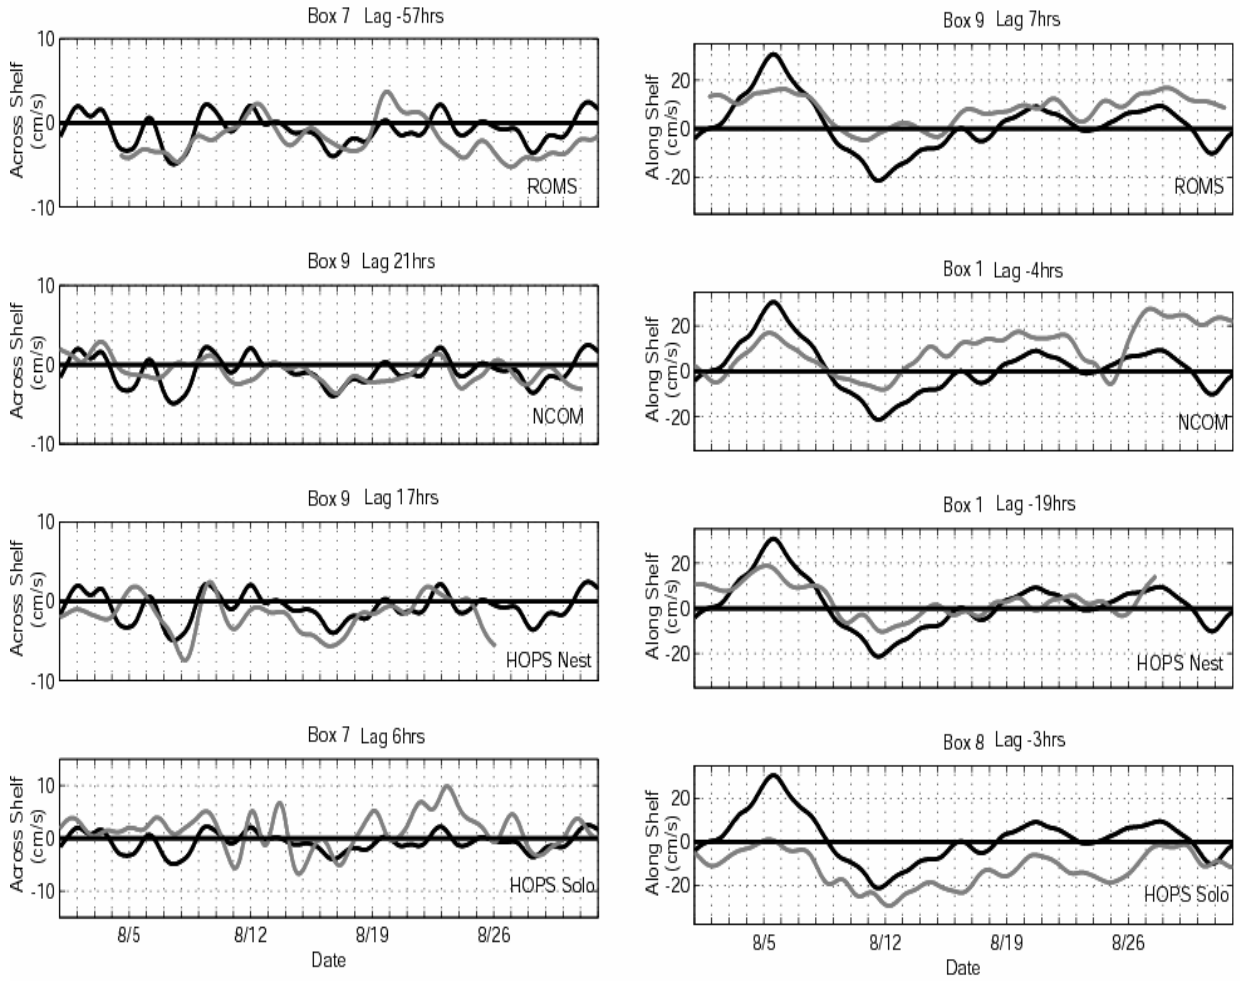 Box 7 Lag -57hrs
10
0
-10
Across Shelf
(cm/s)
ROMS
Box 9 Lag 21hrs
10
0
-10
Across Shelf
(cm/s)
NCOM
Box 9 Lag 17hrs
10
0
-10
Across Shelf
(cm/s)
HOPS Nest
Box 7 Lag 6hrs
10
0
-10
Across Shelf
(cm/s)
HOPS Solo
8/5 8/12 8/19 8/26
Date
Box 9 Lag 7hrs
20
0
-20
Along Shelf
(cm/s)
ROMS
Box 1 Lag -4hrs
20
0
-20
Along Shelf
(cm/s)
NCOM
Box 1 Lag -19hrs
20
0
-20
Along Shelf
(cm/s)
HOPS Nest
Box 8 Lag -3hrs
20
0
-20
Along Shelf
(cm/s)
HOPS Solo
8/5 8/12 8/19 8/26
Date